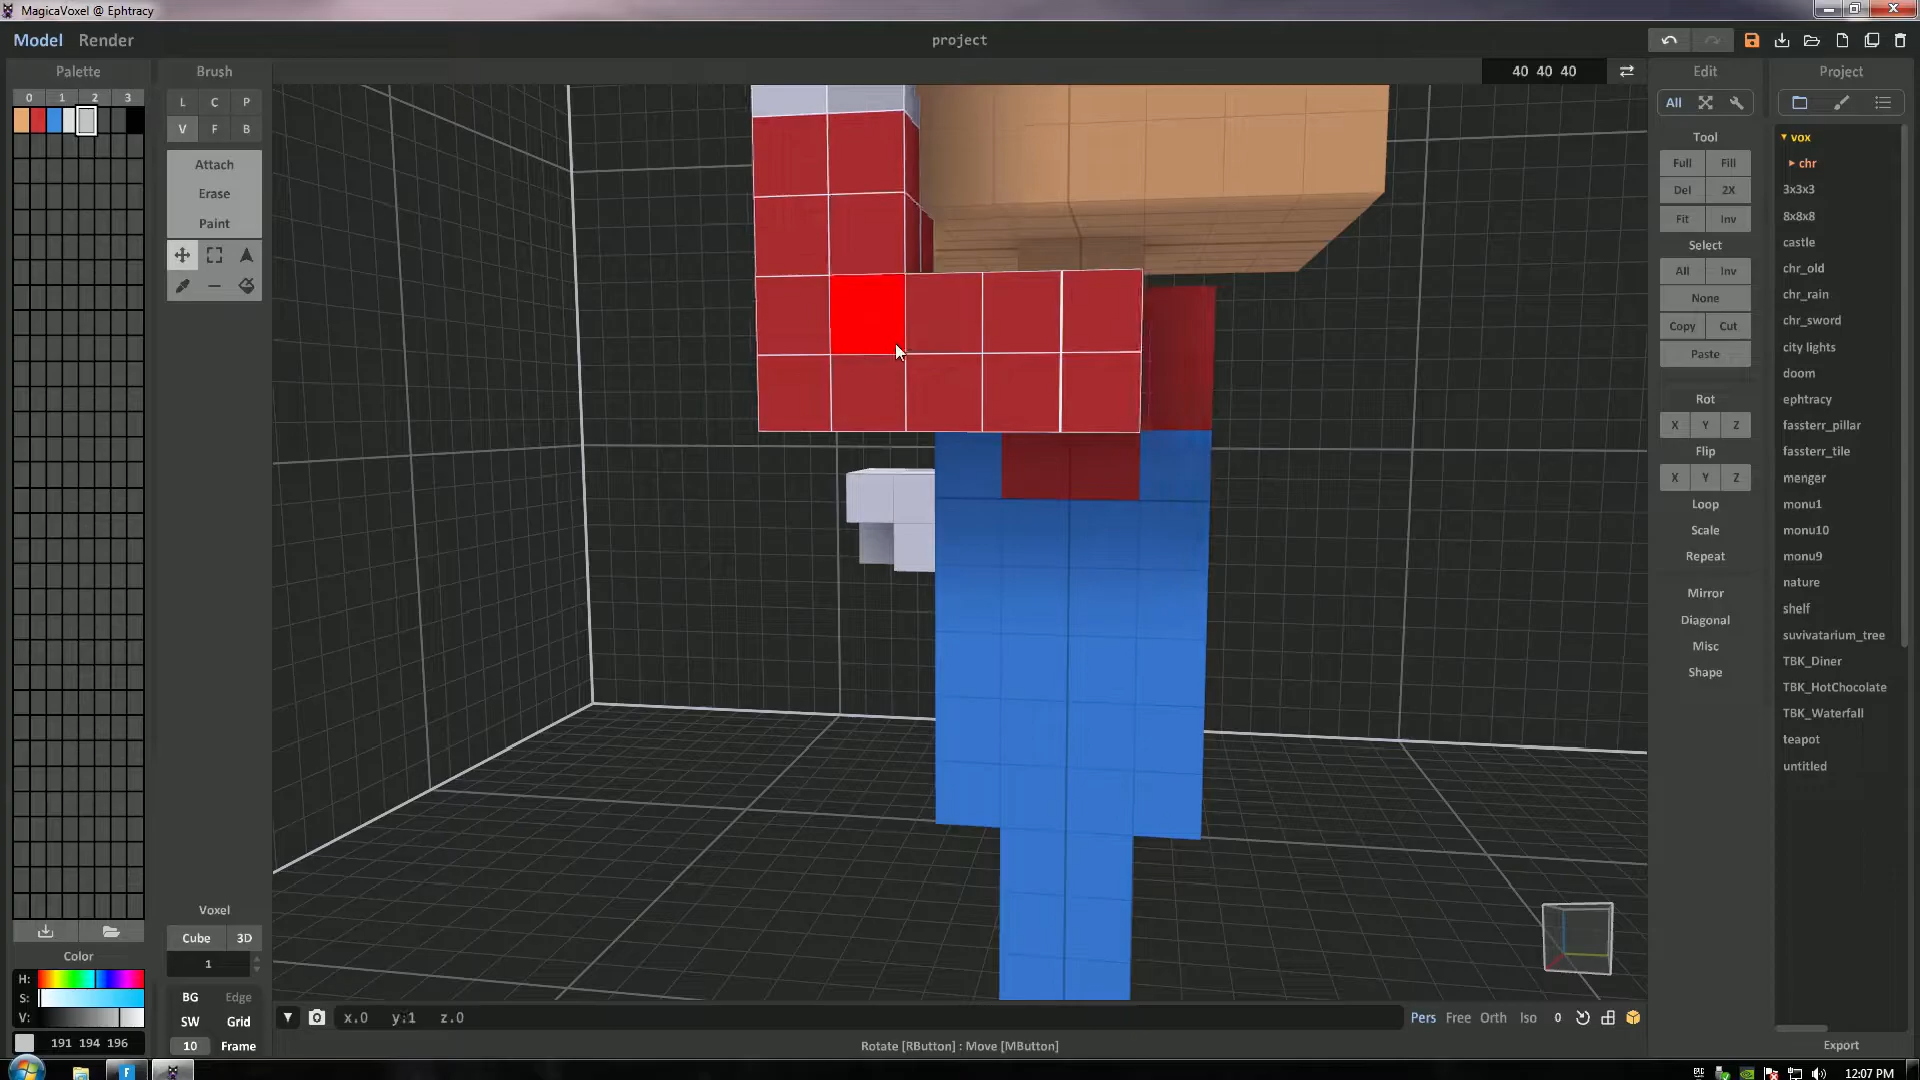 MagicaVoxel @ Ephtracy
Model Render
project
Palette
Brush
40 40 40
Edit
Project
0 1 2 3
L C P
V F B
All
Attach
Erase
Paint
Tool
Full Fill
Del 2X
Fit Inv
Select
All Inv
None
Copy Cut
Paste
Rot
X Y Z
Flip
X Y Z
Loop
Scale
Repeat
Mirror
Diagonal
Misc
Shape
vox
chr
3x3x3
8x8x8
castle
chr_old
chr_rain
chr_sword
city lights
doom
ephtracy
fassterr_pillar
fassterr_tile
menger
monu1
monu10
monu9
nature
shelf
suvivatarium_tree
TBK_Diner
TBK_HotChocolate
TBK_Waterfall
teapot
untitled
Voxel
Cube 3D
1
Color
H:
S:
V:
191 194 196
BG Edge
SW Grid
10 Frame
x.0 y:1 z.0
Pers Free Orth Iso 0
Rotate [RButton] : Move [MButton]
Export
12:07 PM